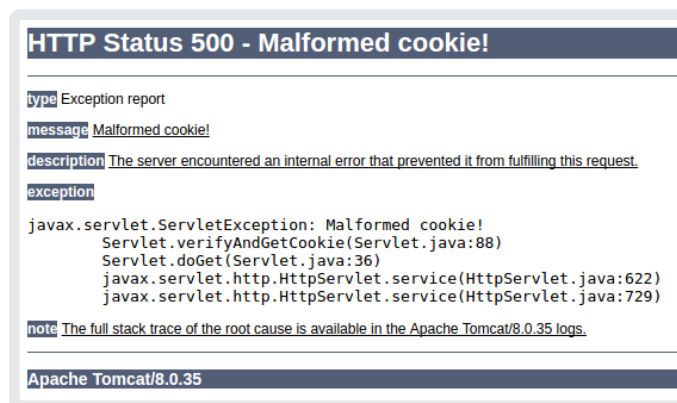 HTTP Status 500 - Malformed cookie!
type Exception report
message Malformed cookie!
description The server encountered an internal error that prevented it from fulfilling this request.
exception
javax.servlet.ServletException: Malformed cookie!
        Servlet.verifyAndGetCookie(Servlet.java:88)
        Servlet.doGet(Servlet.java:36)
        javax.servlet.http.HttpServlet.service(HttpServlet.java:622)
        javax.servlet.http.HttpServlet.service(HttpServlet.java:729)
note The full stack trace of the root cause is available in the Apache Tomcat/8.0.35 logs.
Apache Tomcat/8.0.35